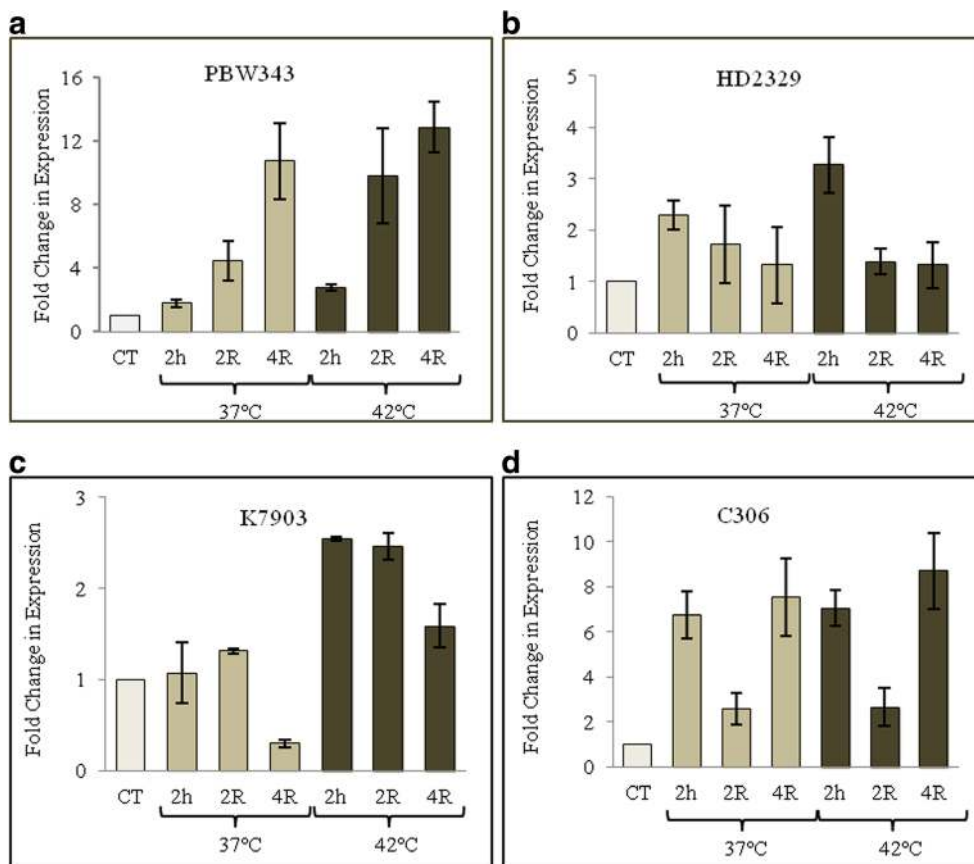 a
PBW343
Fold Change in Expression
16
12
8
4
0
CT 2h 2R 4R 2h 2R 4R
37°C 42°C
b
HD2329
Fold Change in Expression
5
4
3
2
1
0
CT 2h 2R 4R 2h 2R 4R
37°C 42°C
c
K7903
Fold Change in Expression
3
2
1
0
CT 2h 2R 4R 2h 2R 4R
37°C 42°C
d
C306
Fold Change in Expression
12
10
8
6
4
2
0
CT 2h 2R 4R 2h 2R 4R
37°C 42°C